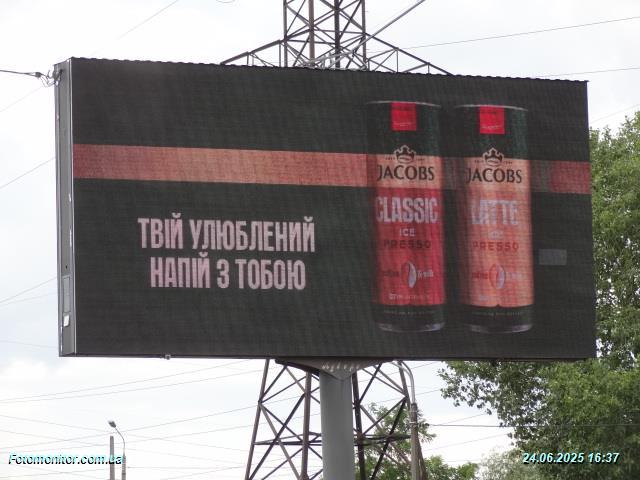 JACOBS
CLASSIC
ICE
PRESSO
JACOBS
LATTE
ICE
PRESSO
ТВІЙ УЛЮБЛЕНИЙ
НАПІЙ З ТОБОЮ
Fotomonitor.com.ua
24.06.2025 16:37